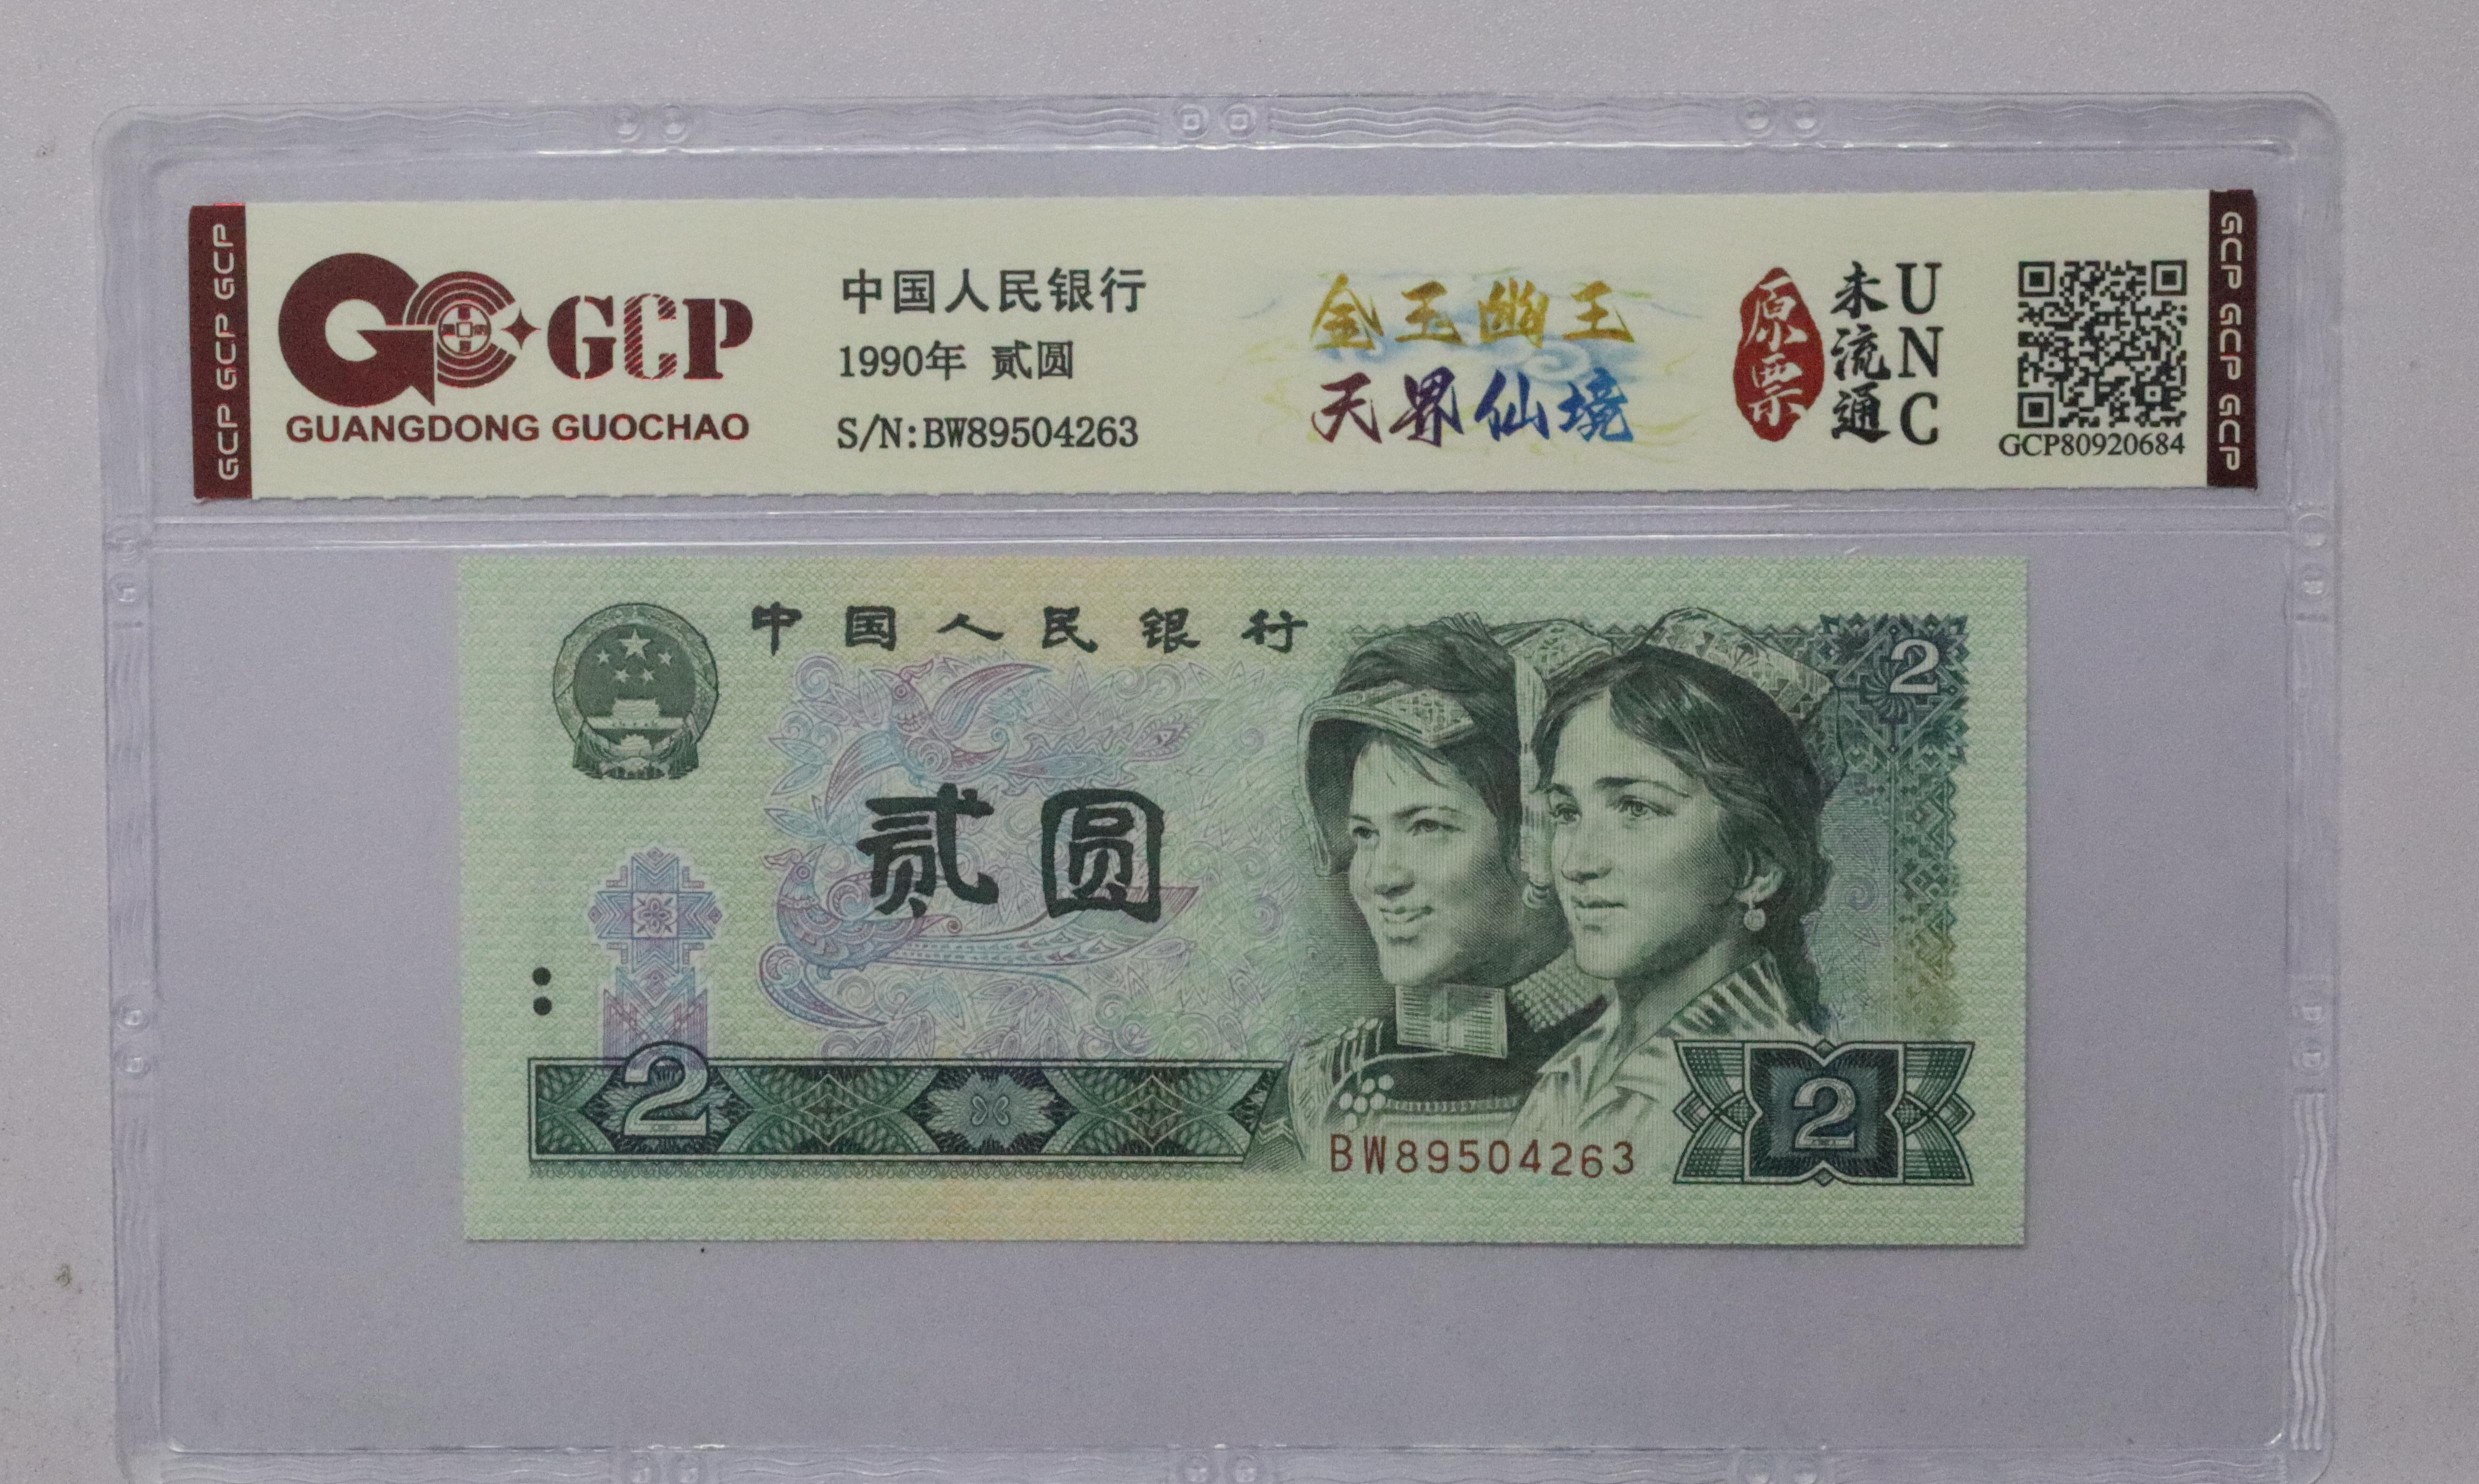 GCP GCP GCP
GCP
GUANGDONG GUOCHAO
中国人民银行
1990年 贰圆
S/N:BW89504263
金玉幽王
天界仙境
原票
未流通
UNC
GCP80920684
GCP GCP GCP
中国人民银行
2
贰圆
2
BW89504263
2